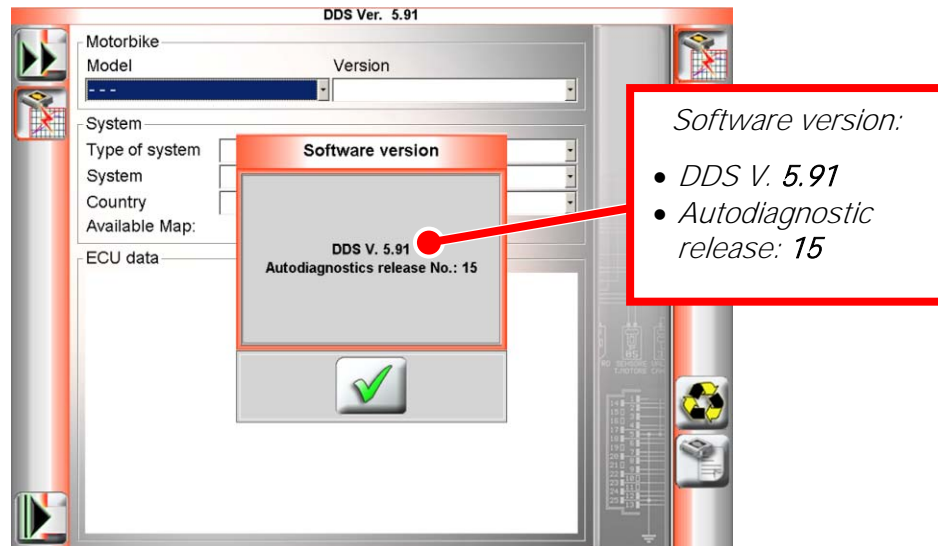 DDS Ver. 5.91
Motorbike
Model Version
---
System
Type of system
System
Country
Available Map:
ECU data
Software version
DDS V. 5.91
Autodiagnostics release No.: 15
Software version:
• DDS V. 5.91
• Autodiagnostic
release: 15